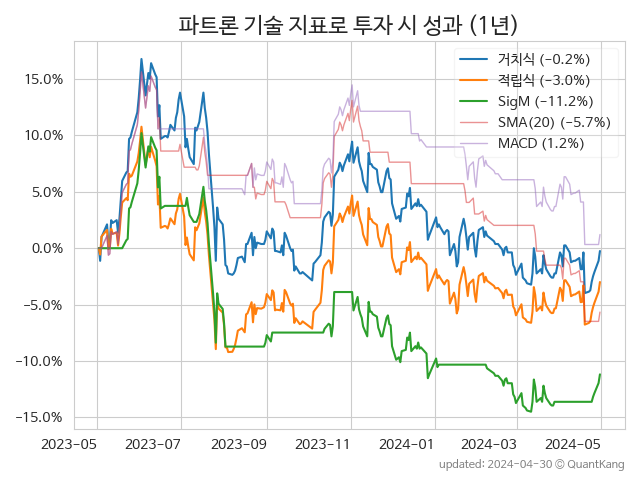 파트론 기술 지표로 투자 시 성과 (1년)
거치식 (−0.2%)
적립식 (−3.0%)
SigM (−11.2%)
SMA(20) (−5.7%)
MACD (1.2%)
15.0%
10.0%
5.0%
0.0%
−5.0%
−10.0%
−15.0%
2023-05
2023-07
2023-09
2023-11
2024-01
2024-03
2024-05
updated: 2024-04-30 © QuantKang